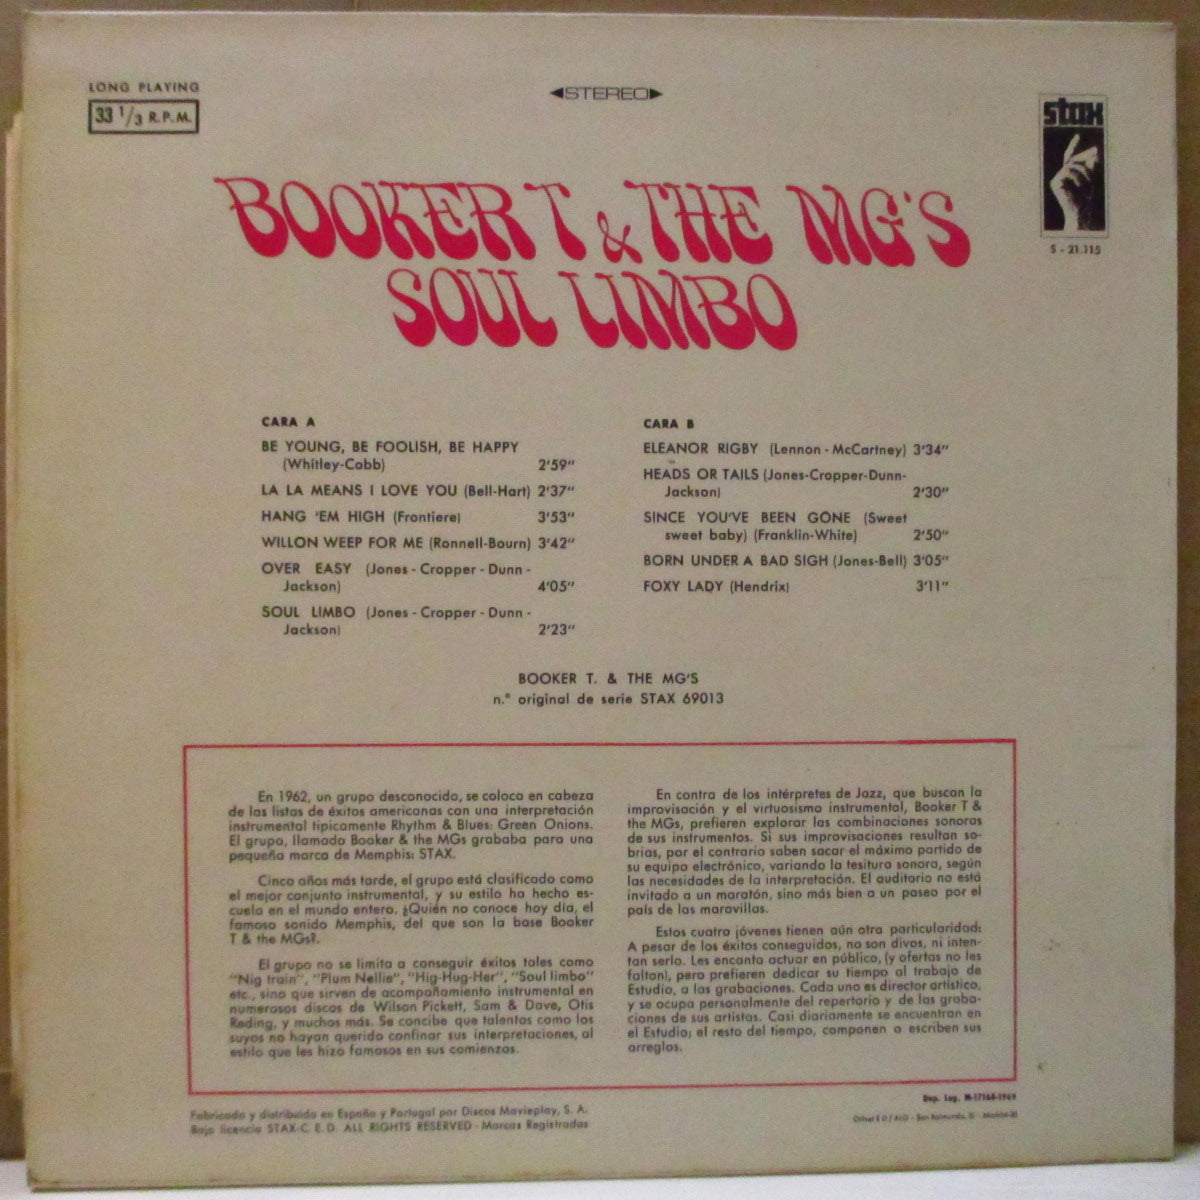 LONG PLAYING
33 1/3 R.P.M.
◄STEREO►
stax
S - 21.115
BOOKER T & THE MG'S
SOUL LIMBO
CARA A
BE YOUNG, BE FOOLISH, BE HAPPY
(Whitley-Cobb) 2'59"
LA LA MEANS I LOVE YOU (Bell-Hart) 2'37"
HANG 'EM HIGH (Frontiere) 3'53"
WILLON WEEP FOR ME (Ronnell-Bourn) 3'42"
OVER EASY (Jones - Cropper - Dunn -
Jackson) 4'05"
SOUL LIMBO (Jones - Cropper - Dunn -
Jackson) 2'23"
CARA B
ELEANOR RIGBY (Lennon - McCartney) 3'34"
HEADS OR TAILS (Jones-Cropper-Dunn-
Jackson) 2'30"
SINCE YOU'VE BEEN GONE (Sweet
sweet baby) (Franklin-White) 2'50"
BORN UNDER A BAD SIGH (Jones-Bell) 3'05"
FOXY LADY (Hendrix) 3'11"
BOOKER T. & THE MG'S
n.° original de serie STAX 69013
En 1962, un grupo desconocido, se coloca en cabeza
de las listas de éxitos americanas con una interpretación
instrumental tipicamente Rhythm & Blues: Green Onions.
El grupo, llamado Booker & the MGs grababa para una
pequeña marca de Memphis: STAX.
Cinco años más tarde, el grupo está clasificado como
el mejor conjunto instrumental, y su estilo ha hecho es-
cuela en el mundo entero. ¿Quién no conoce hoy día, el
famoso sonido Memphis, del que son la base Booker
T & the MGs?.
El grupo no se limita a conseguir éxitos tales como
"Nig train", "Plum Nellie", "Hig-Hug-Her", "Soul limbo"
etc., sino que sirven de acompañamiento instrumental en
numerosos discos de Wilson Pickett, Sam & Dave, Otis
Reding, y muchos más. Se concibe que talentos como los
suyos no hayan querido confinar sus interpretaciones, al
estilo que les hizo famosos en sus comienzos.
En contra de los intérpretes de Jazz, que buscan la
improvisación y el virtuosismo instrumental, Booker T &
the MGs, prefieren explorar las combinaciones sonoras
de sus instrumentos. Si sus improvisaciones resultan so-
brias, por el contrario saben sacar el máximo partido de
su equipo electrónico, variando la tesitura sonora, según
las necesidades de la interpretación. El auditorio no está
invitado a un maratón, sino más bien a un paseo por el
país de las maravillas.
Estos cuatro jóvenes tienen aún otra particularidad:
A pesar de los éxitos conseguidos, no son divos, ni inten-
tan serlo. Les encanta actuar en público, (y ofertas no les
faltan), pero prefieren dedicar su tiempo al trabajo de
Estudio, a las grabaciones. Cada uno es director artístico,
y se ocupa personalmente del repertorio y de las graba-
ciones de sus artistas. Casi diariamente se encuentran en
el Estudio; el resto del tiempo, componen o escriben sus
arreglos.
Dep. Leg. M-17168-1969
Fabricado y distribuido en España y Portugal por Discos Movieplay, S. A.
Bajo licencia STAX-C. E. D. ALL RIGHTS RESERVED - Marcas Registradas
Offset E D / ALO - San Raimundo,